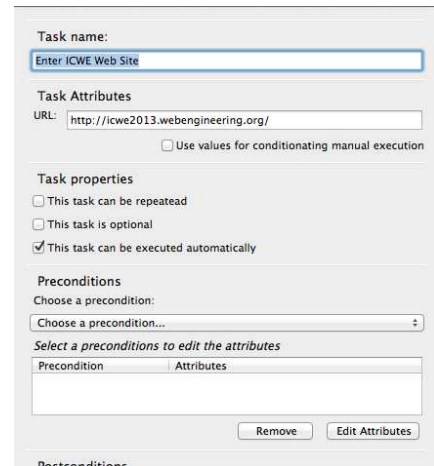 Task name:
Enter ICWE Web Site
Task Attributes
URL: http://icwe2013.webengineering.org/
Use values for conditionating manual execution
Task properties
This task can be repeatead
This task is optional
This task can be executed automatically
Preconditions
Choose a precondition:
Choose a precondition...
Select a preconditions to edit the attributes
Precondition Attributes
Remove Edit Attributes
Postconditions